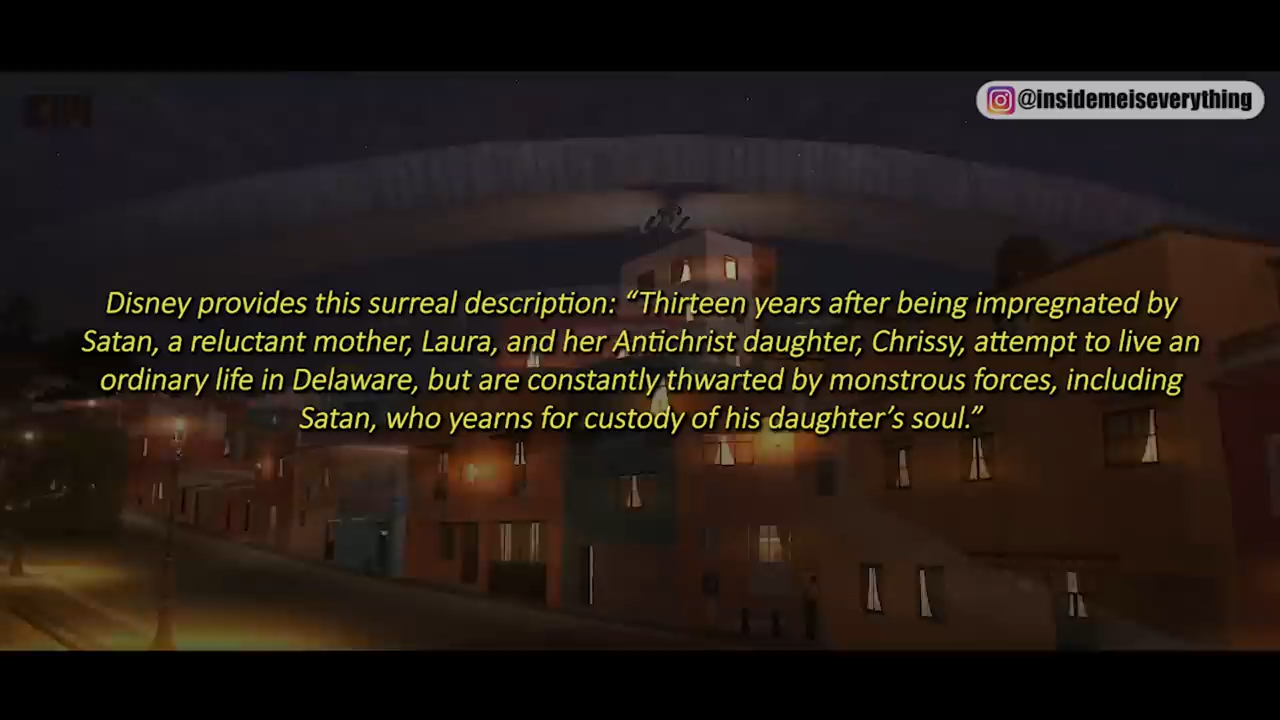 @insidemeiseverything
Disney provides this surreal description: “Thirteen years after being impregnated by
Satan, a reluctant mother, Laura, and her Antichrist daughter, Chrissy, attempt to live an
ordinary life in Delaware, but are constantly thwarted by monstrous forces, including
Satan, who yearns for custody of his daughter’s soul.”